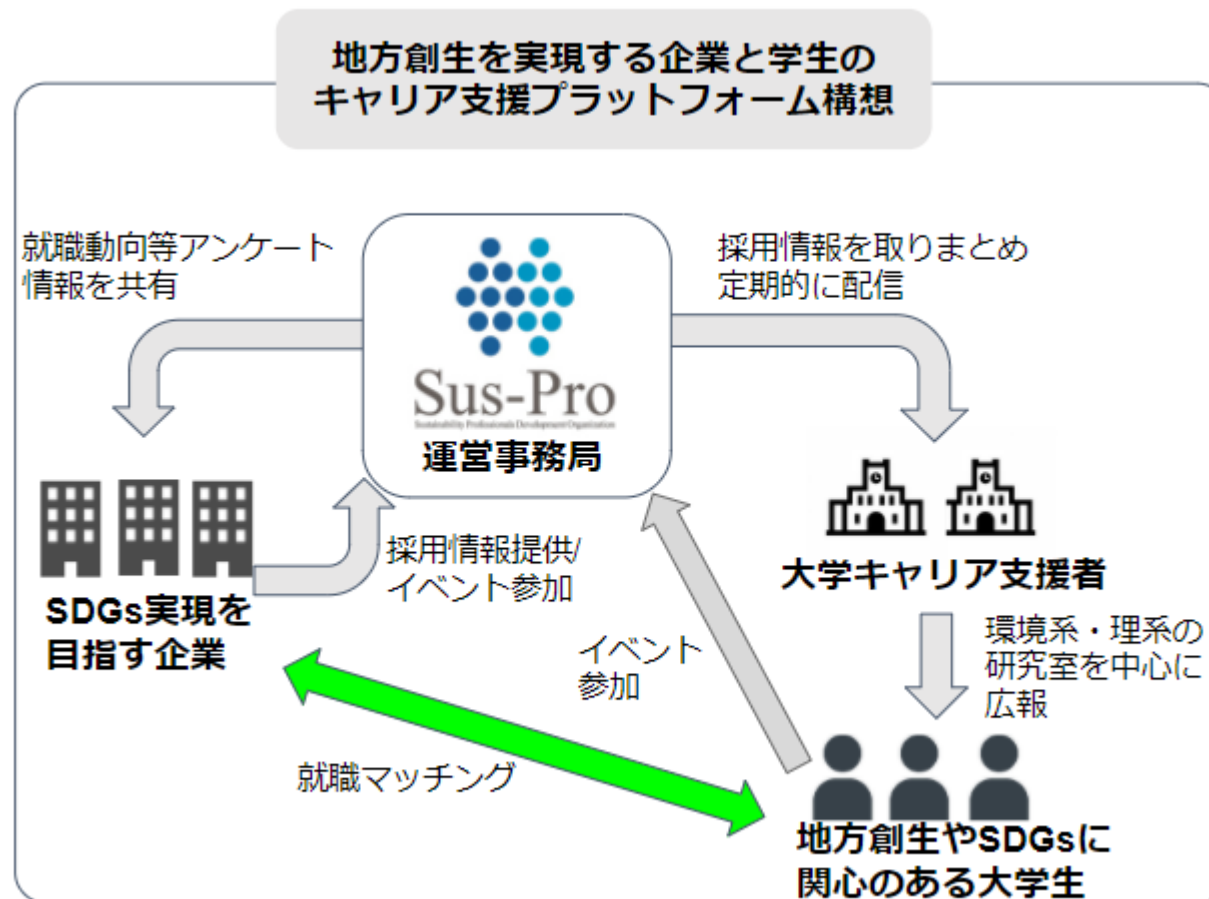 地方創生を実現する企業と学生の
キャリア支援プラットフォーム構想
就職動向等アンケート
情報を共有
採用情報を取りまとめ
定期的に配信
Sus-Pro
Sustainability Professionals Development Organization
運営事務局
採用情報提供/
イベント参加
SDGs実現を
目指す企業
大学キャリア支援者
環境系・理系の
研究室を中心に
広報
イベント
参加
就職マッチング
地方創生やSDGsに
関心のある大学生